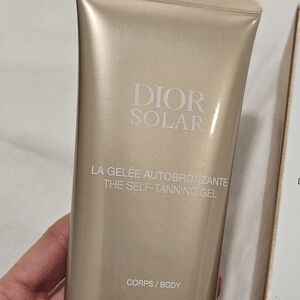 DIOR
SOLAR
LA GELÉE AUTOBRONZANTE
THE SELF-TANNING GEL
CORPS / BODY